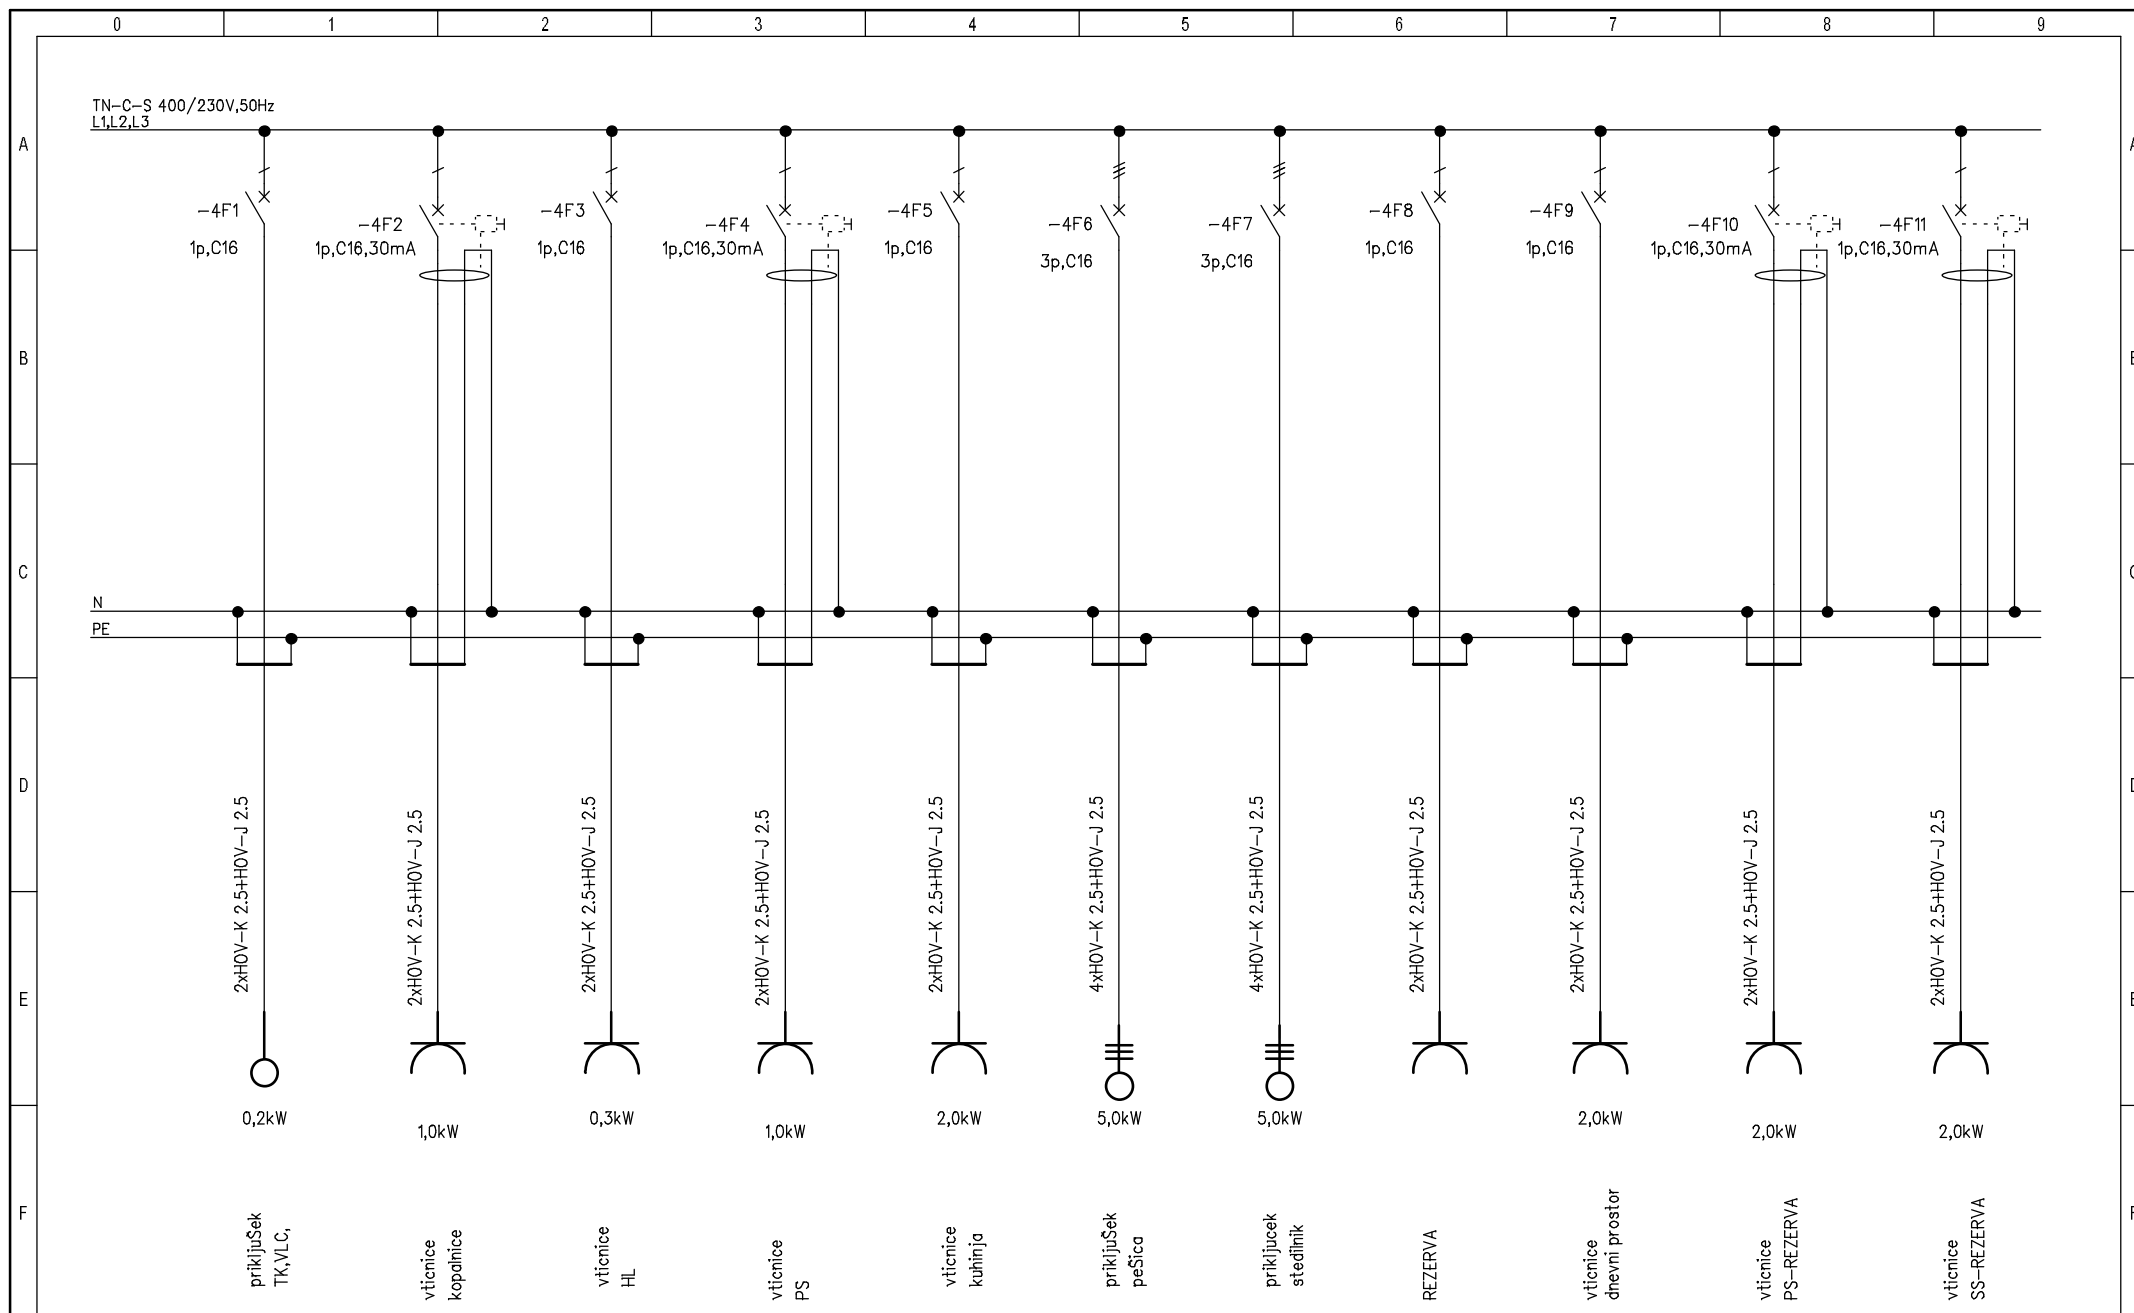 0 1 2 3 4 5 6 7 8 9
TN-C-S 400/230V,50Hz
L1,L2,L3
A
A
-4F1
1p,C16
-4F2
1p,C16,30mA
-4F3
1p,C16
-4F4
1p,C16,30mA
-4F5
1p,C16
-4F6
3p,C16
-4F7
3p,C16
-4F8
1p,C16
-4F9
1p,C16
-4F10
1p,C16,30mA
-4F11
1p,C16,30mA
B
C
N
PE
D
2xH0V-K 2.5+H0V-J 2.5
2xH0V-K 2.5+H0V-J 2.5
2xH0V-K 2.5+H0V-J 2.5
2xH0V-K 2.5+H0V-J 2.5
2xH0V-K 2.5+H0V-J 2.5
4xH0V-K 2.5+H0V-J 2.5
4xH0V-K 2.5+H0V-J 2.5
2xH0V-K 2.5+H0V-J 2.5
2xH0V-K 2.5+H0V-J 2.5
2xH0V-K 2.5+H0V-J 2.5
2xH0V-K 2.5+H0V-J 2.5
E
0,2kW
1,0kW
0,3kW
1,0kW
2,0kW
5,0kW
5,0kW
2,0kW
2,0kW
2,0kW
F
priključek
TK,VLC,
vticnice
kopalnice
vticnice
HL
vticnice
PS
vticnice
kuhinja
prikljuSek
peSica
prikljucek
stedilnik
REZERVA
vticnice
dnevni prostor
vticnice
PS-REZERVA
vticnice
SS-REZERVA